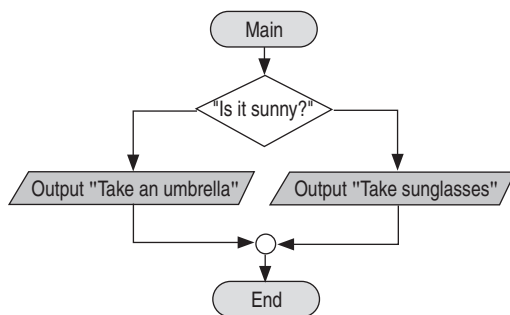 Main
"Is it sunny?"
Output "Take an umbrella"
Output "Take sunglasses"
End